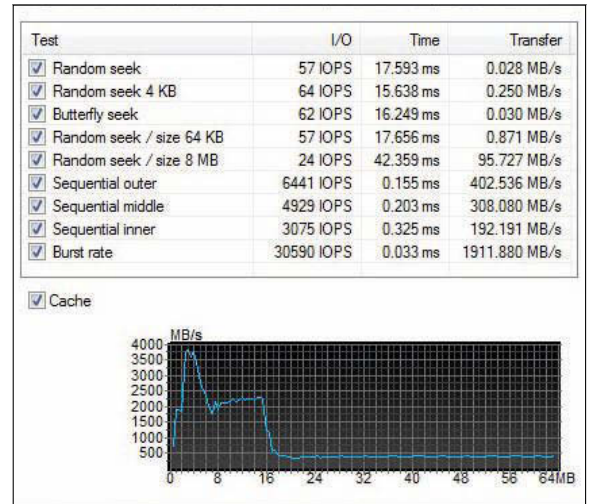 Test I/O Time Transfer
Random seek 57 IOPS 17.593 ms 0.028 MB/s
Random seek 4 KB 64 IOPS 15.638 ms 0.250 MB/s
Butterfly seek 62 IOPS 16.249 ms 0.030 MB/s
Random seek / size 64 KB 57 IOPS 17.656 ms 0.871 MB/s
Random seek / size 8 MB 24 IOPS 42.359 ms 95.727 MB/s
Sequential outer 6441 IOPS 0.155 ms 402.536 MB/s
Sequential middle 4929 IOPS 0.203 ms 308.080 MB/s
Sequential inner 3075 IOPS 0.325 ms 192.191 MB/s
Burst rate 30590 IOPS 0.033 ms 1911.880 MB/s
Cache
MB/s
4000
3500
3000
2500
2000
1500
1000
500
0 8 16 24 32 40 48 56 64MB